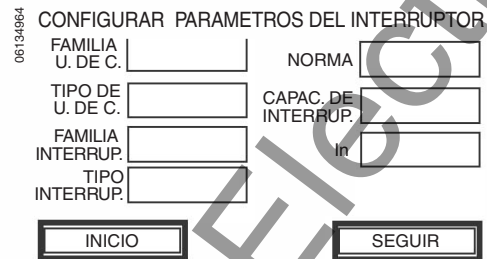 06134964
CONFIGURAR PARAMETROS DEL INTERRUPTOR
FAMILIA
U. DE C.
TIPO DE
U. DE C.
FAMILIA
INTERRUP.
TIPO
INTERRUP.
NORMA
CAPAC. DE
INTERRUP.
In
INICIO
SEGUIR